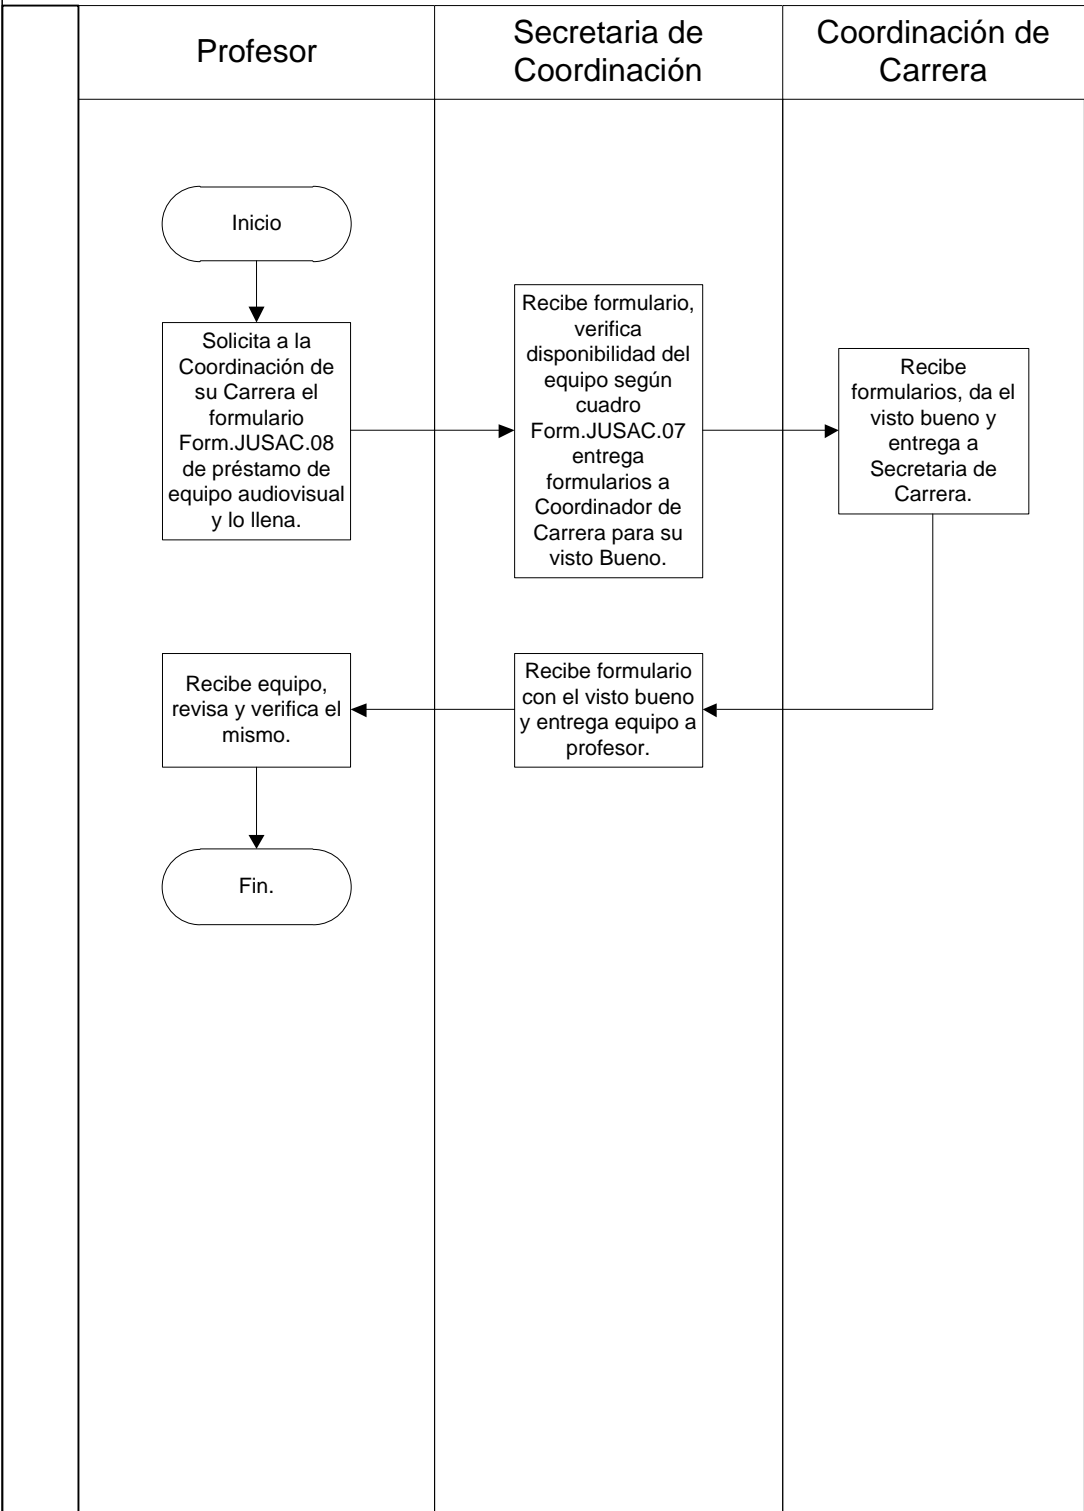 Profesor
Secretaria de
Coordinación
Coordinación de
Carrera
Inicio
Solicita a la
Coordinación de
su Carrera el
formulario
Form.JUSAC.08
de préstamo de
equipo audiovisual
y lo llena.
Recibe formulario,
verifica
disponibilidad del
equipo según
cuadro
Form.JUSAC.07
entrega
formularios a
Coordinador de
Carrera para su
visto Bueno.
Recibe
formularios, da el
visto bueno y
entrega a
Secretaria de
Carrera.
Recibe formulario
con el visto bueno
y entrega equipo a
profesor.
Recibe equipo,
revisa y verifica el
mismo.
Fin.